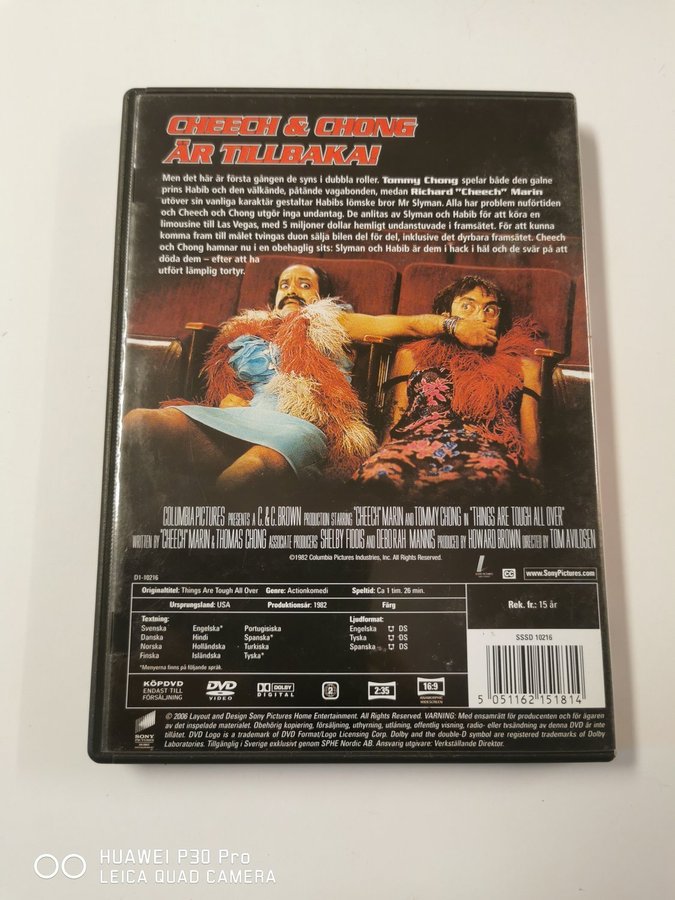 CHEECH & CHONG
ÄR TILLBAKA!
Men det här är första gången de syns i dubbla roller. Tommy Chong spelar både den galne
prins Habib och den välkände, påtände vagabonden, medan Richard "Cheech" Marin
utöver sin vanliga karaktär gestaltar Habibs lömske bror Mr Slyman. Alla har problem nuförtiden
och Cheech och Chong utgör inga undantag. De anlitas av Slyman och Habib för att köra en
limousine till Las Vegas, med 5 miljoner dollar hemligt undanstuvade i framsätet. För att kunna
komma fram till målet tvingas duon sälja bilen del för del, inklusive det dyrbara framsätet. Cheech
och Chong hamnar nu i en obehaglig sits: Slyman och Habib är dem i hack i häl och de svär på att
döda dem – efter att ha
utfört lämplig tortyr.
COLUMBIA PICTURES PRESENTS A C. & C. BROWN PRODUCTION STARRING "CHEECH" MARIN AND TOMMY CHONG IN "THINGS ARE TOUGH ALL OVER"
WRITTEN BY "CHEECH" MARIN & THOMAS CHONG ASSOCIATE PRODUCERS SHELBY FIDDIS AND DEBORAH MANNIS PRODUCED BY HOWARD BROWN DIRECTED BY TOM AVILDSEN
©1982 Columbia Pictures Industries, Inc. All Rights Reserved.
D1-10216
CC
www.SonyPictures.com
Originaltitel: Things Are Tough All Over Genre: Actionkomedi Speltid: Ca 1 tim. 26 min.
Ursprungsland: USA Produktionsår: 1982 Färg
Rek. fr.: 15 år
Textning:
Svenska Engelska* Portugisiska
Danska Hindi Spanska*
Norska Holländska Turkiska
Finska Isländska Tyska*
*Menyerna finns på följande språk.
Ljudformat:
Engelska DS
Tyska DS
Spanska DS
SSSD 10216
5 051162 151814
KÖPDVD
ENDAST TILL
FÖRSÄLJNING
DVD
VIDEO
DOLBY
DIGITAL
2
2:35
16:9
ANAMORPHIC
WIDESCREEN
SONY
PICTURES
© 2006 Layout and Design Sony Pictures Home Entertainment. All Rights Reserved. VARNING: Med ensamrätt för producenten och för ägaren
av det inspelade materialet. Obehörig kopiering, försäljning, uthyrning, utlåning, utbyte, offentlig visning, radio- eller tvsändning av denna DVD är inte
tillåtet. DVD Logo is a trademark of DVD Format/Logo Licensing Corp. Dolby and the double-D symbol are registered trademarks of Dolby
Laboratories. Tillgänglig i Sverige exklusivt genom SPHE Nordic AB. Ansvarig utgivare: Verkställande Direktor.
HUAWEI P30 Pro
LEICA QUAD CAMERA